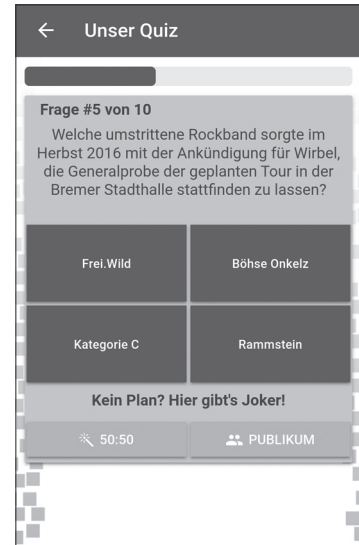 Unser Quiz
Frage #5 von 10
Welche umstrittene Rockband sorgte im
Herbst 2016 mit der Ankündigung für Wirbel,
die Generalprobe der geplanten Tour in der
Bremer Stadthalle stattfinden zu lassen?
Frei.Wild
Böhse Onkelz
Kategorie C
Rammstein
Kein Plan? Hier gibt's Joker!
50:50
PUBLIKUM